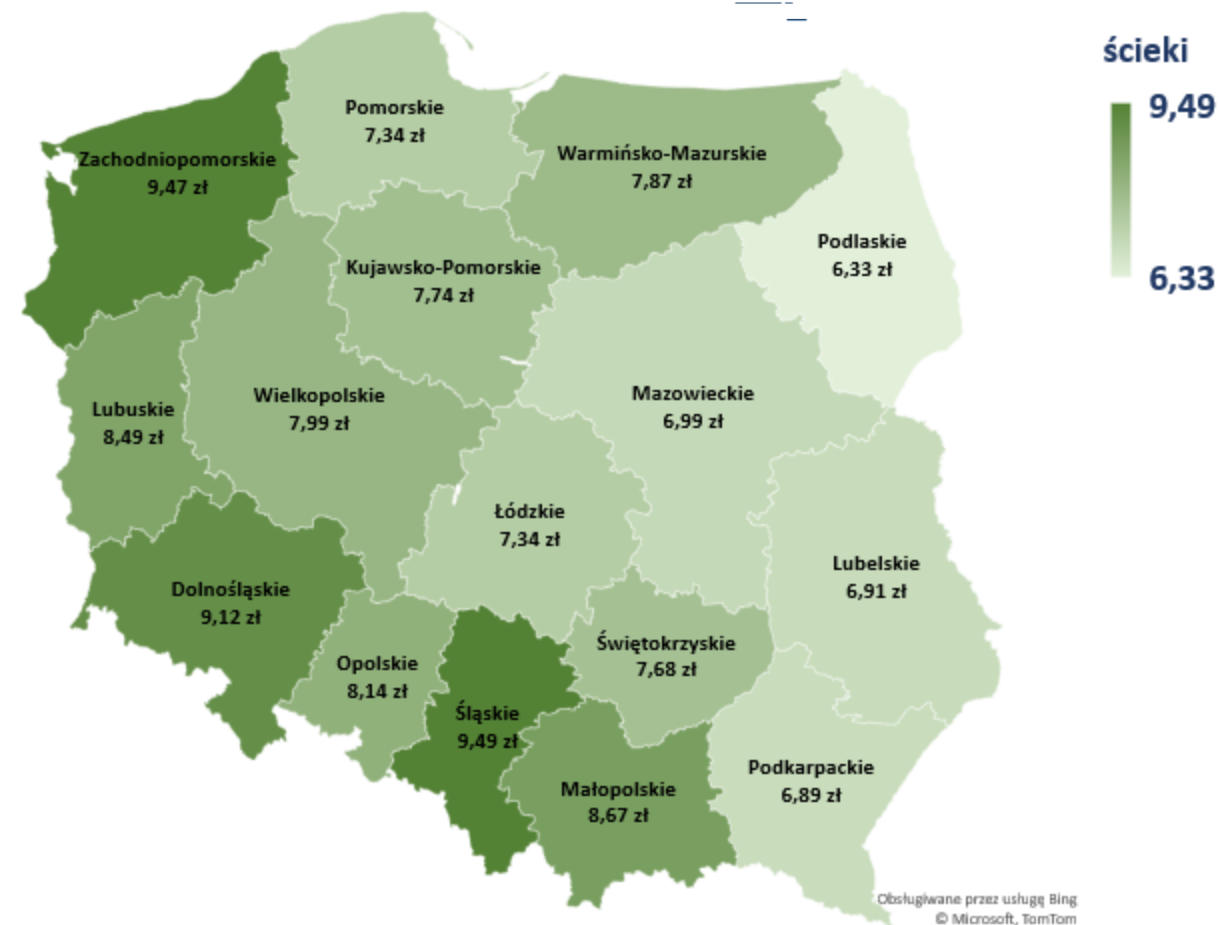 ścieki
9,49
6,33
Pomorskie
7,34 zł
Zachodniopomorskie
9,47 zł
Warmińsko-Mazurskie
7,87 zł
Podlaskie
6,33 zł
Kujawsko-Pomorskie
7,74 zł
Lubuskie
8,49 zł
Wielkopolskie
7,99 zł
Mazowieckie
6,99 zł
Łódzkie
7,34 zł
Lubelskie
6,91 zł
Dolnośląskie
9,12 zł
Opolskie
8,14 zł
Świętokrzyskie
7,68 zł
Śląskie
9,49 zł
Małopolskie
8,67 zł
Podkarpackie
6,89 zł
Obsługiwane przez usługę Bing
© Microsoft, TomTom